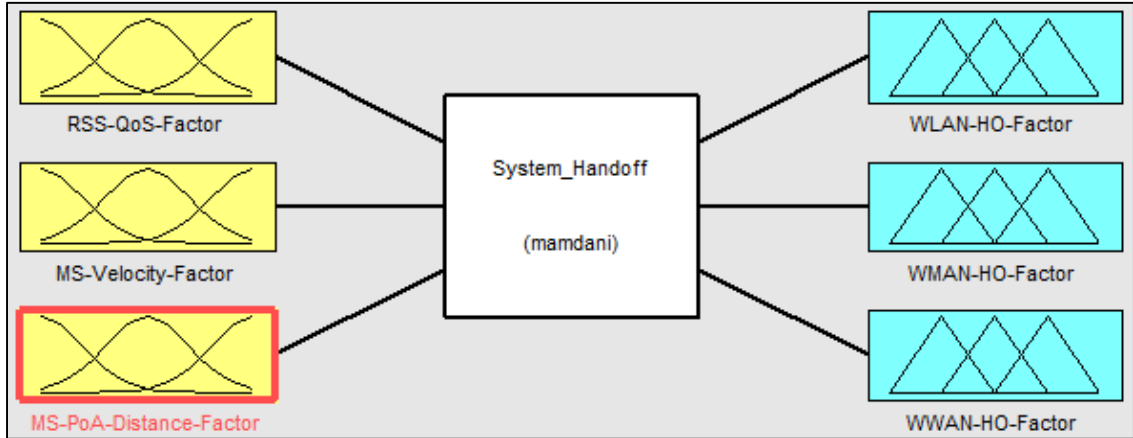 RSS-QoS-Factor
MS-Velocity-Factor
MS-PoA-Distance-Factor
System_Handoff
(mamdani)
WLAN-HO-Factor
WMAN-HO-Factor
WWAN-HO-Factor